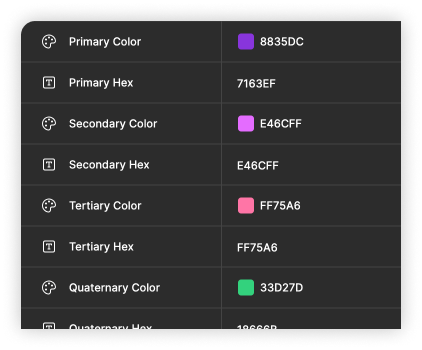 Primary Color 8835DC
Primary Hex 7163EF
Secondary Color E46CFF
Secondary Hex E46CFF
Tertiary Color FF75A6
Tertiary Hex FF75A6
Quaternary Color 33D27D
Quaternary Hex